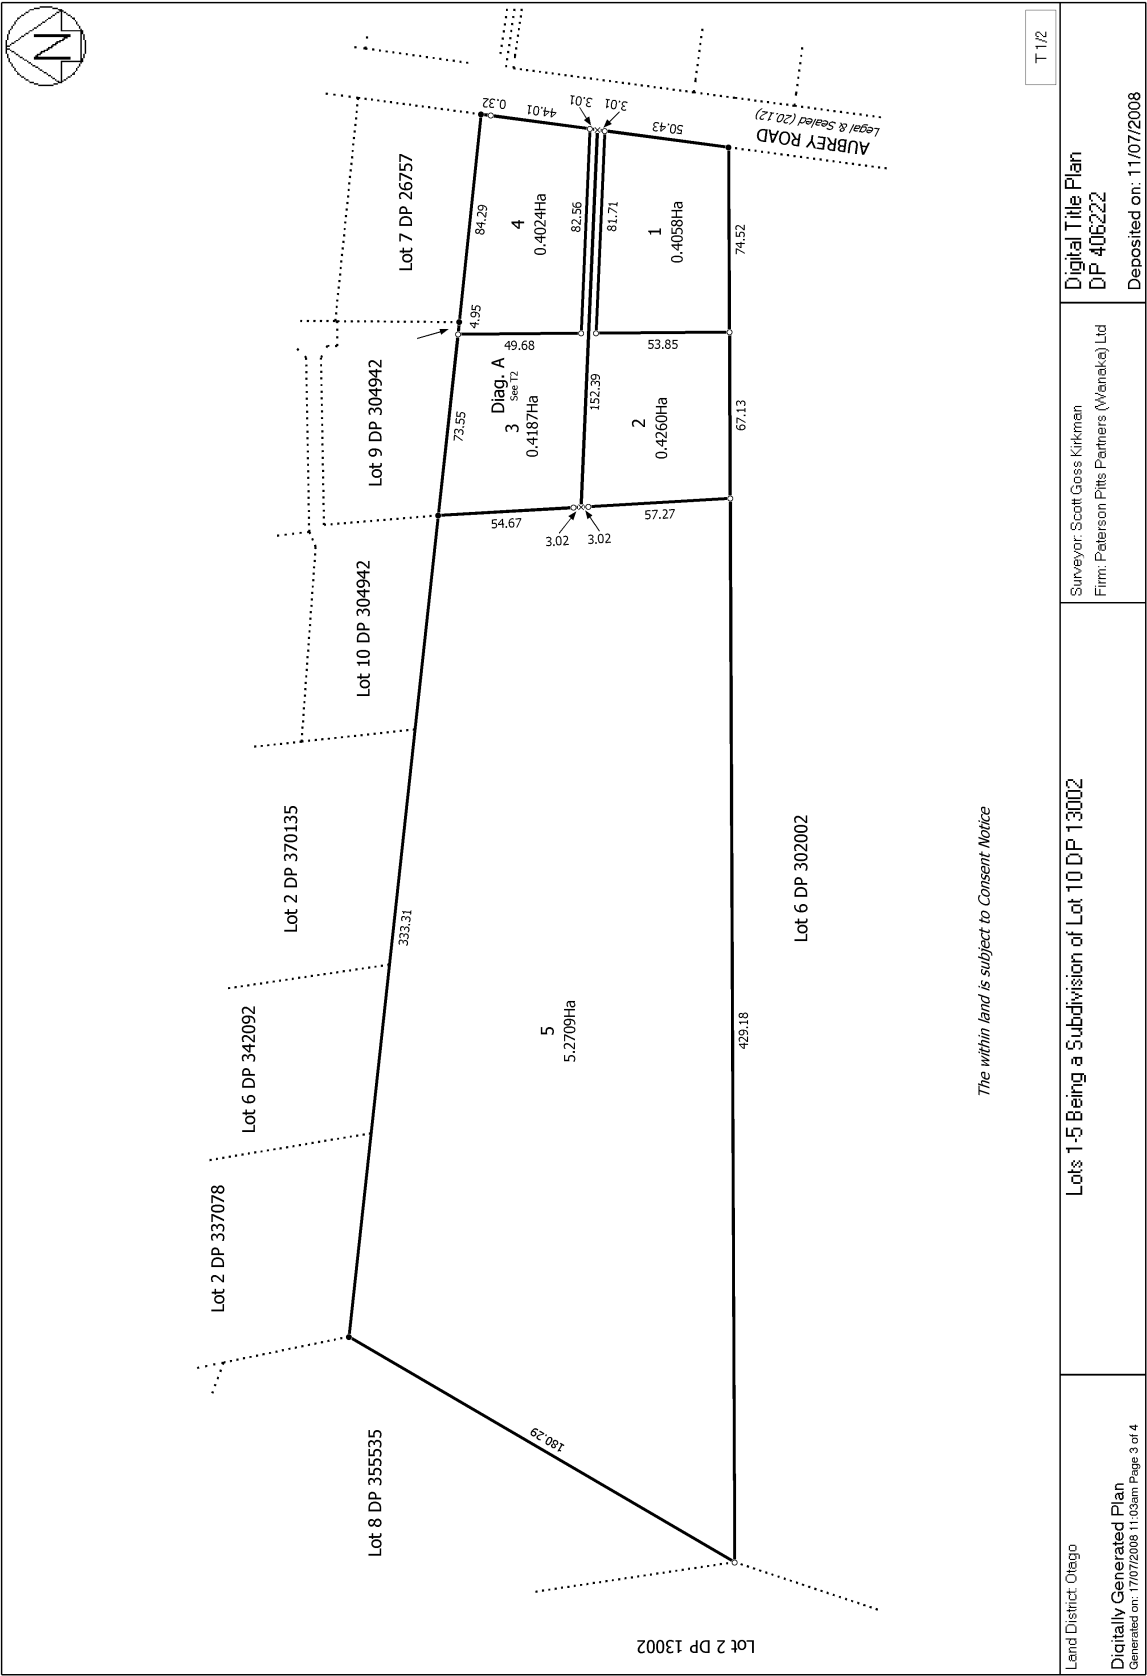 N
T 1/2
Lot 7 DP 26757
Lot 9 DP 304942
Lot 10 DP 304942
Lot 2 DP 370135
Lot 6 DP 342092
Lot 2 DP 337078
Lot 8 DP 355535
Lot 2 DP 13002
Lot 6 DP 302002
AUBREY ROAD
Legal & Sealed (20.12)
0.32
44.01
3.01
3.01
50.43
84.29
4
0.4024Ha
82.56
81.71
1
0.4058Ha
74.52
4.95
49.68
53.85
73.55
Diag. A
See T2
3
0.4187Ha
152.39
2
0.4260Ha
67.13
54.67
3.02
3.02
57.27
333.31
5
5.2709Ha
429.18
180.29
The within land is subject to Consent Notice
Land District: Otago
Digitally Generated Plan
Generated on: 17/07/2008 11:03am Page 3 of 4
Lots 1-5 Being a Subdivision of Lot 10 DP 13002
Surveyor: Scott Goss Kirkman
Firm: Paterson Pitts Partners (Wanaka) Ltd
Digital Title Plan
DP 406222
Deposited on: 11/07/2008